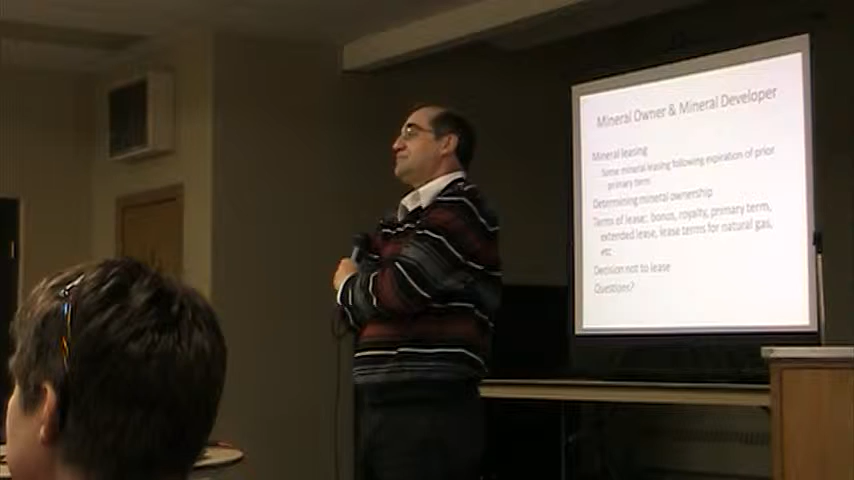 Mineral Owner & Mineral Developer
Mineral leasing
Some mineral leasing following expiration of prior
primary term
Determining mineral ownership
Terms of lease: bonus, royalty, primary term,
extended lease, lease terms for natural gas,
etc.
Decision not to lease
Questions?